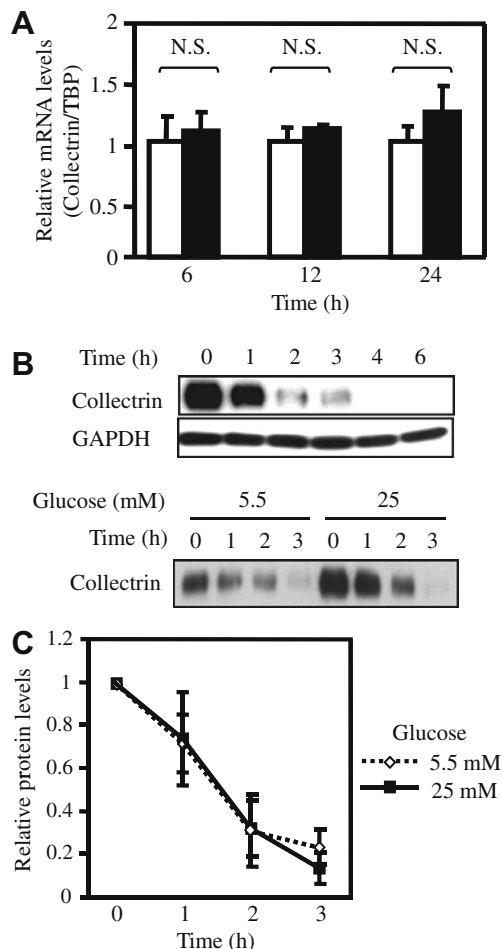 A
Relative mRNA levels
(Collectrin/TBP)
2
1.5
1
0.5
0
N.S. N.S. N.S.
6 12 24
Time (h)
B
Time (h) 0 1 2 3 4 6
Collectrin
GAPDH
Glucose (mM) 5.5 25
Time (h) 0 1 2 3 0 1 2 3
Collectrin
C
Relative protein levels
1.2
1
0.8
0.6
0.4
0.2
0
0 1 2 3
Time (h)
Glucose
5.5 mM
25 mM